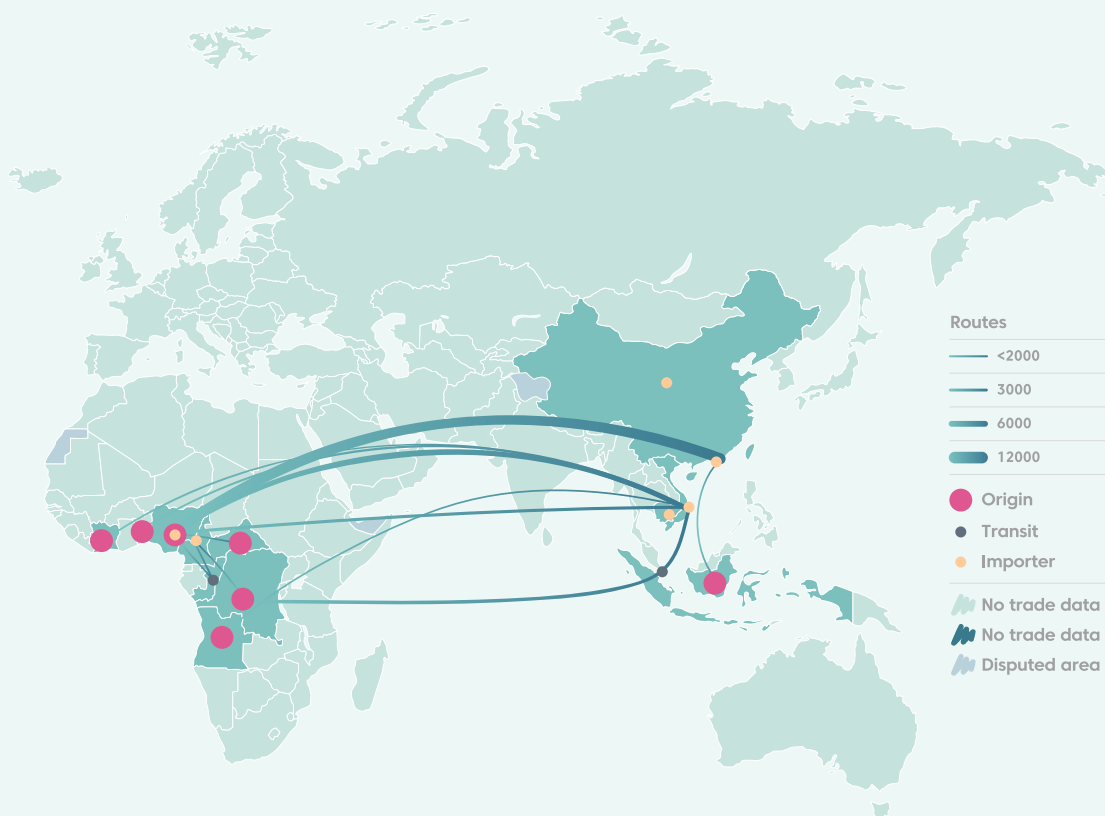 Routes
<2000
3000
6000
12000
Origin
Transit
Importer
No trade data
No trade data
Disputed area